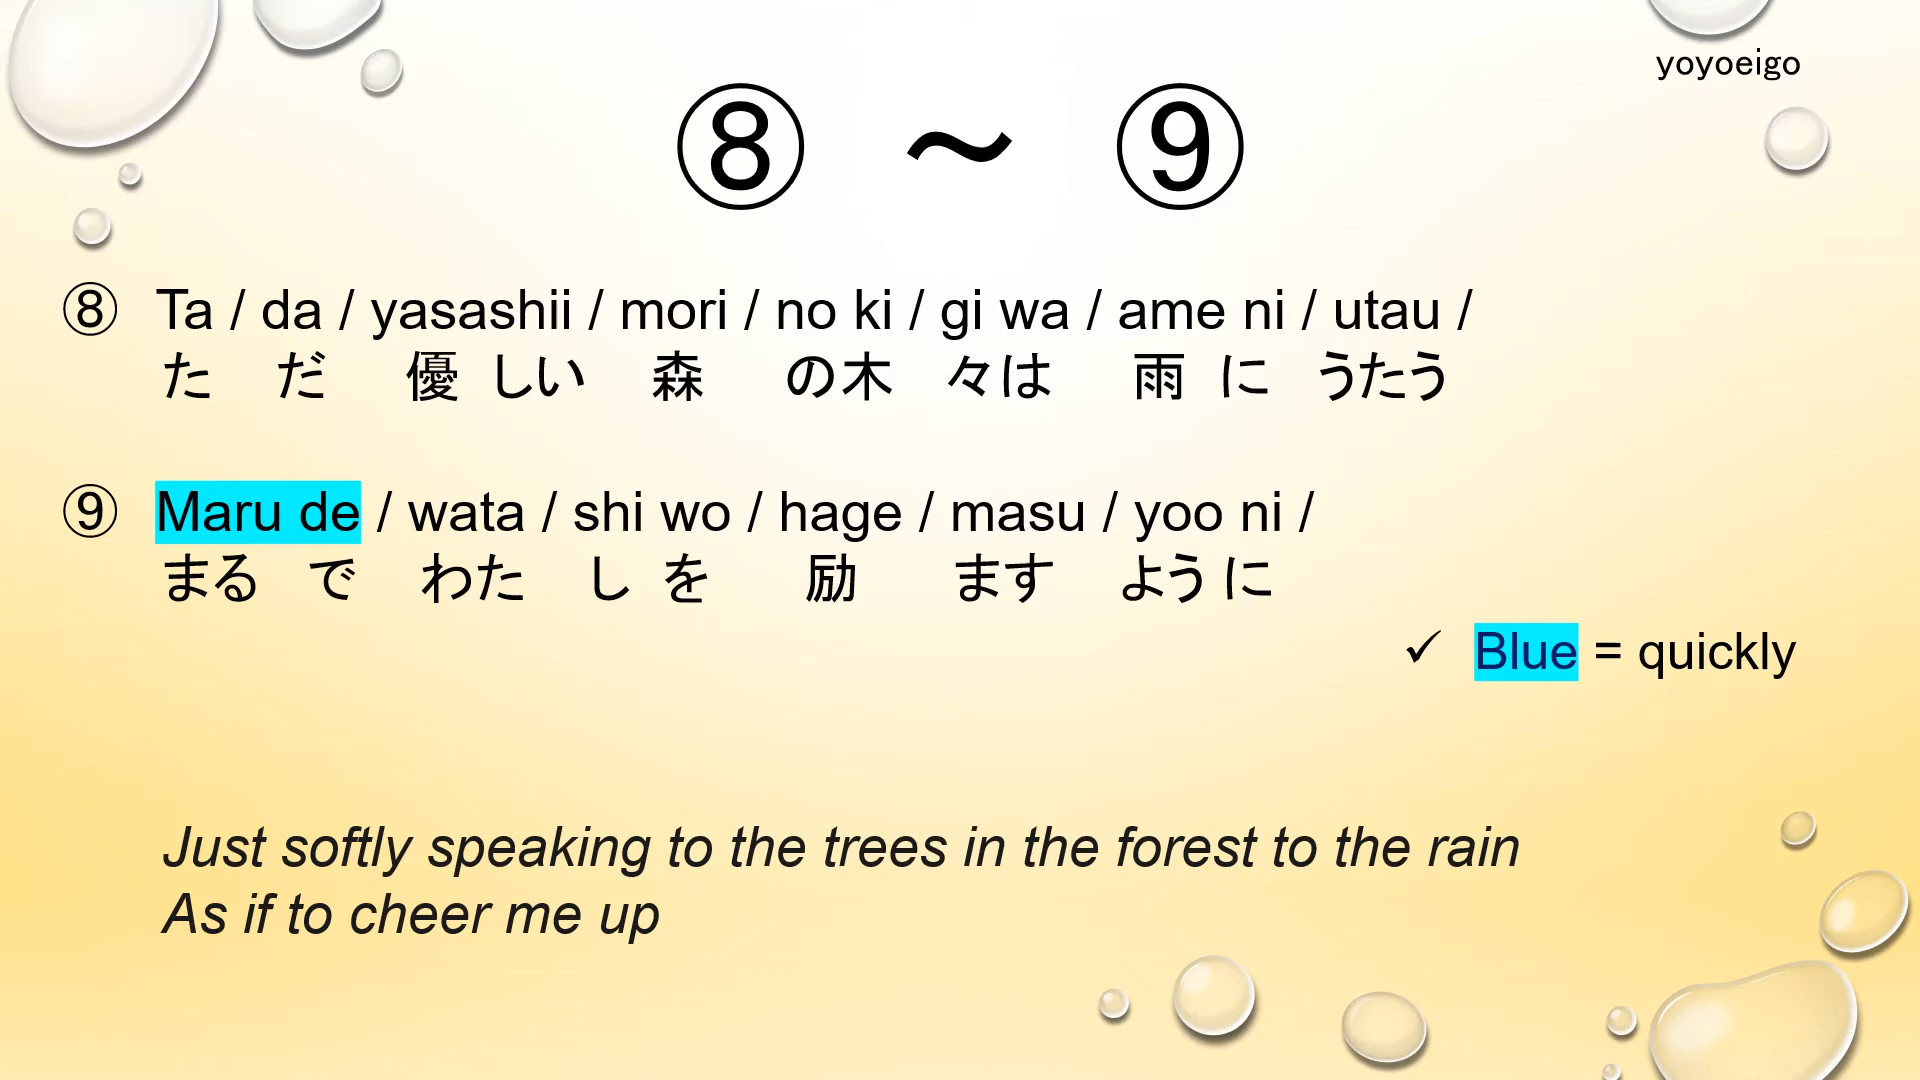 yoyoeigo
⑧ ～ ⑨
⑧ Ta / da / yasashii / mori / no ki / gi wa / ame ni / utau /
た だ 優 しい 森 の木 々は 雨 に うたう
⑨ Maru de / wata / shi wo / hage / masu / yoo ni /
まる で わた し を 励 ます よう に
✓ Blue = quickly
Just softly speaking to the trees in the forest to the rain
As if to cheer me up